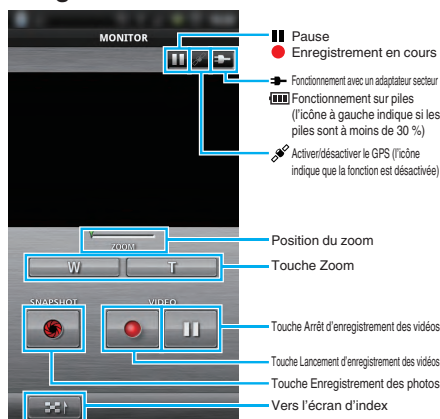 MONITOR
Pause
Enregistrement en cours
Fonctionnement avec un adaptateur secteur
Fonctionnement sur piles
(l'icône à gauche indique si les
piles sont à moins de 30 %)
Activer/désactiver le GPS (l'icône
indique que la fonction est désactivée)
ZOOM
Position du zoom
W
T
Touche Zoom
SNAPSHOT
VIDEO
Touche Arrêt d'enregistrement des vidéos
Touche Lancement d'enregistrement des vidéos
Touche Enregistrement des photos
Vers l'écran d'index